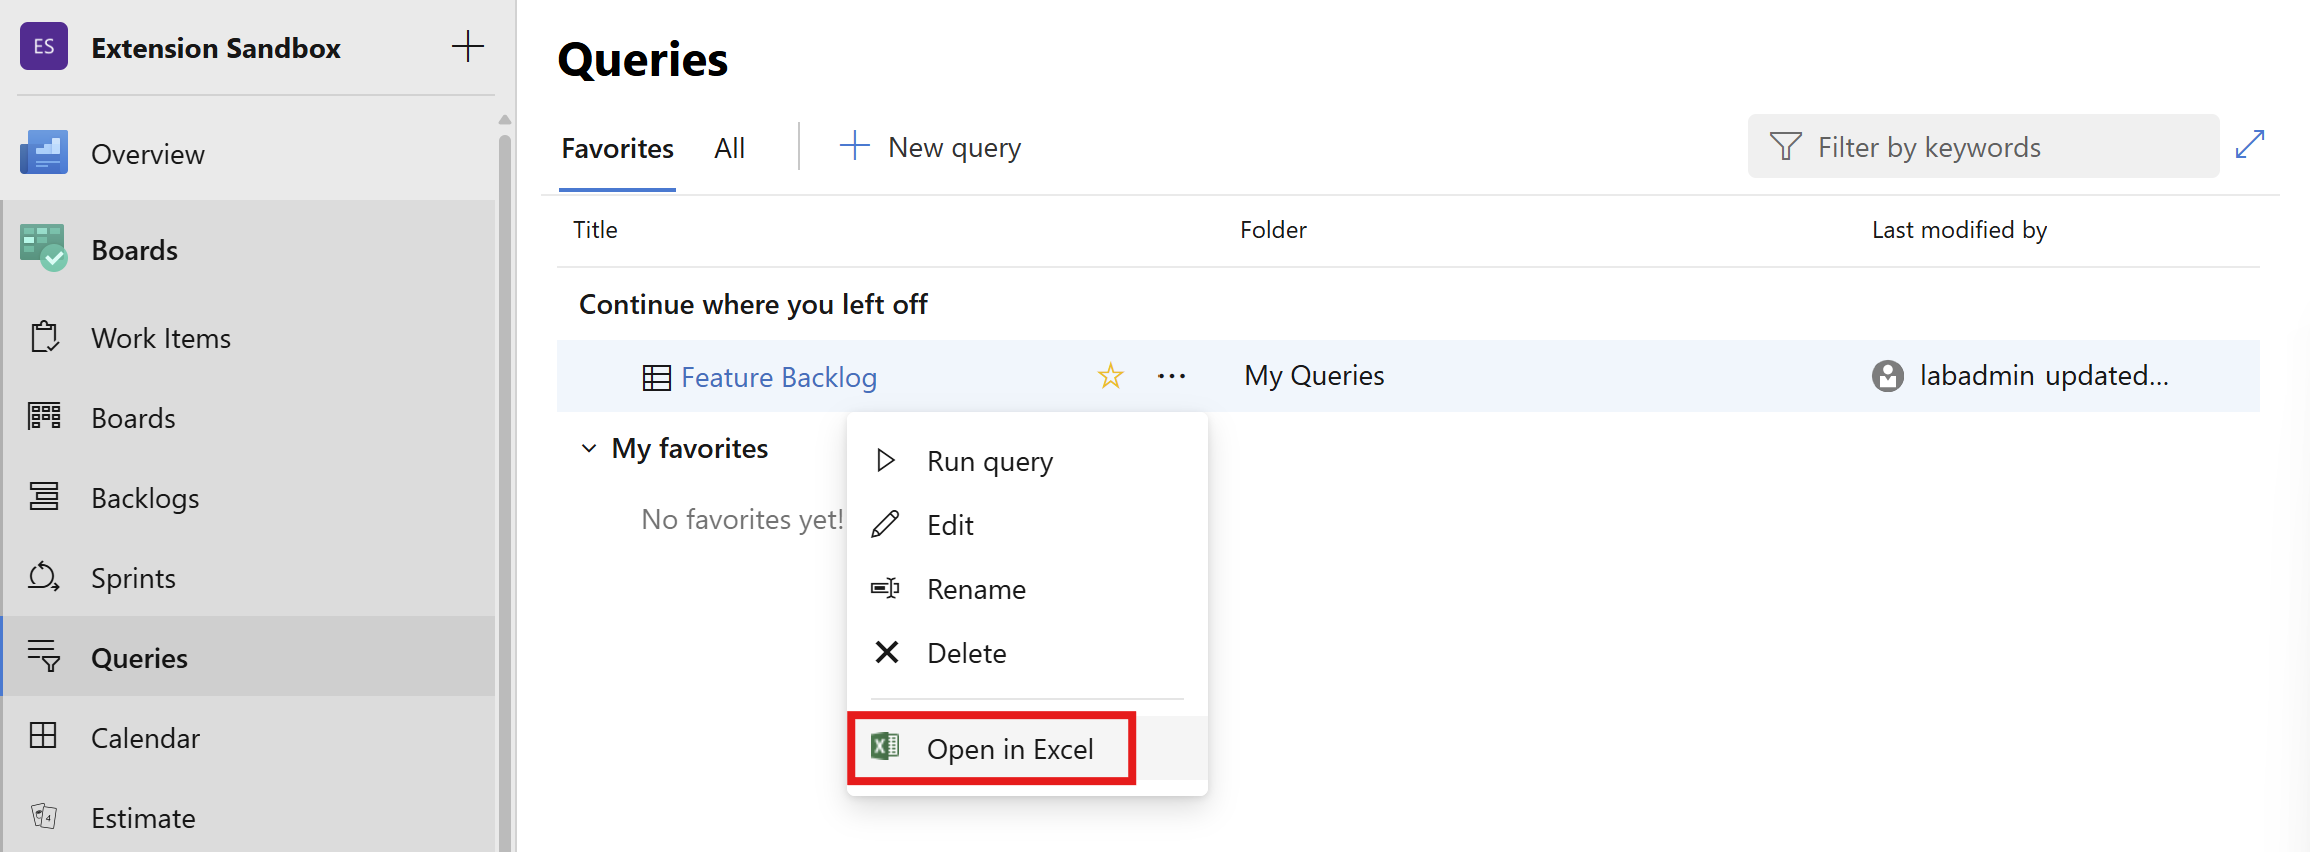 ES Extension Sandbox
Overview
Boards
Work Items
Boards
Backlogs
Sprints
Queries
Calendar
Estimate
Queries
Favorites All New query Filter by keywords
Title Folder Last modified by
Continue where you left off
Feature Backlog ... My Queries labadmin updated...
My favorites
No favorites yet!
Run query
Edit
Rename
Delete
Open in Excel